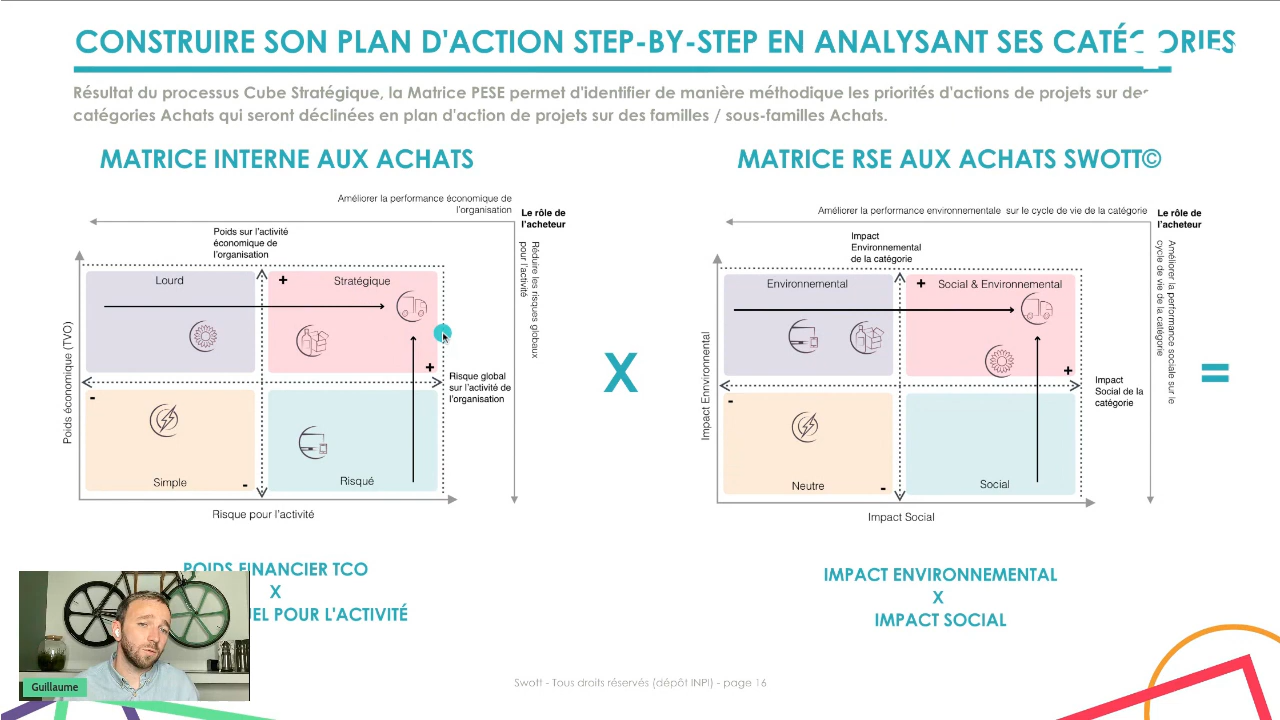 CONSTRUIRE SON PLAN D'ACTION STEP-BY-STEP EN ANALYSANT SES CATÉGORIES
Résultat du processus Cube Stratégique, la Matrice PESE permet d'identifier de manière méthodique les priorités d'actions de projets sur des
catégories Achats qui seront déclinées en plan d'action de projets sur des familles / sous-familles Achats.
MATRICE INTERNE AUX ACHATS
Améliorer la performance économique de
l'organisation
Le rôle de
l'acheteur
Poids sur l'activité
économique de
l'organisation
Réduire les risques globaux
pour l'activité
Lourd
+
Stratégique
Poids économique (TVO)
+
Risque global
sur l'activité de
l'organisation
-
Simple
-
Risqué
Risque pour l'activité
POIDS FINANCIER TCO
X
POUR L'ACTIVITÉ
X
MATRICE RSE AUX ACHATS SWOTT©
Améliorer la performance environnementale sur le cycle de vie de la catégorie
Le rôle de
l'acheteur
Impact
Environnemental
de la catégorie
Améliorer la performance sociale sur le
cycle de vie de la catégorie
Environnemental
+
Social & Environnemental
Impact Ennvironnental
+
Impact
Social de la
catégorie
-
Neutre
-
Social
Impact Social
IMPACT ENVIRONNEMENTAL
X
IMPACT SOCIAL
=
Guillaume
Swott - Tous droits réservés (dépôt INPI) - page 16